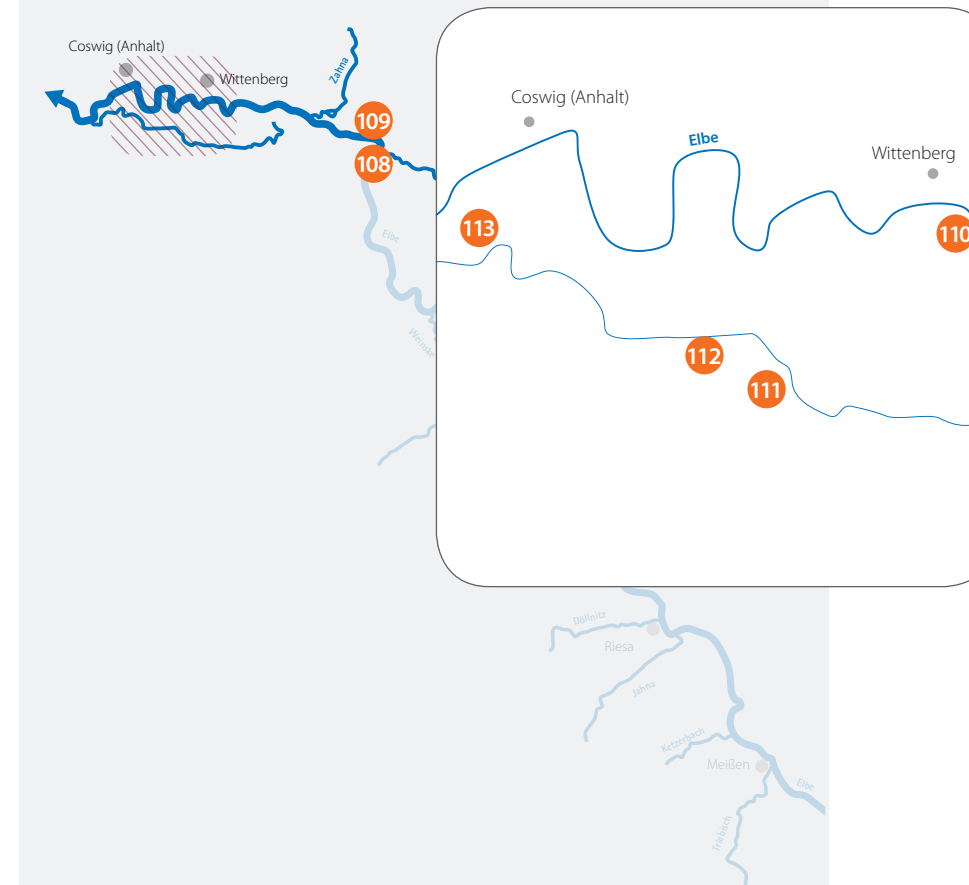 Coswig (Anhalt)
Wittenberg
Zahna
109
108
Elbe
Weinske
Coswig (Anhalt)
Elbe
Wittenberg
113
110
112
111
Döllnitz
Riesa
Jahna
Ketzerbach
Meißen
Elbe
Triebisch